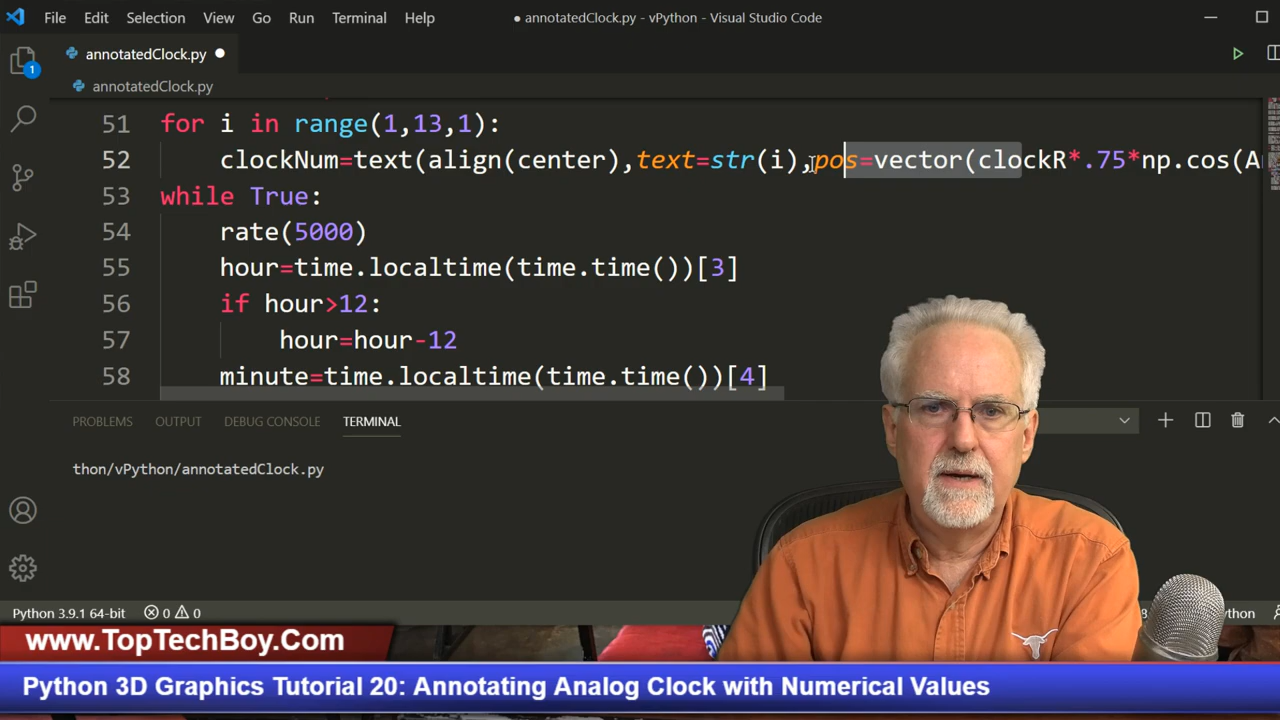 File Edit Selection View Go Run Terminal Help
● annotatedClock.py - vPython - Visual Studio Code
annotatedClock.py
annotatedClock.py
1
51 for i in range(1,13,1):
52 clockNum=text(align(center),text=str(i),pos=vector(clockR*.75*np.cos(A
53 while True:
54 rate(5000)
55 hour=time.localtime(time.time())[3]
56 if hour>12:
57 hour=hour-12
58 minute=time.localtime(time.time())[4]
PROBLEMS OUTPUT DEBUG CONSOLE TERMINAL
thon/vPython/annotatedClock.py
Python 3.9.1 64-bit 0 0
www.TopTechBoy.Com
Python 3D Graphics Tutorial 20: Annotating Analog Clock with Numerical Values